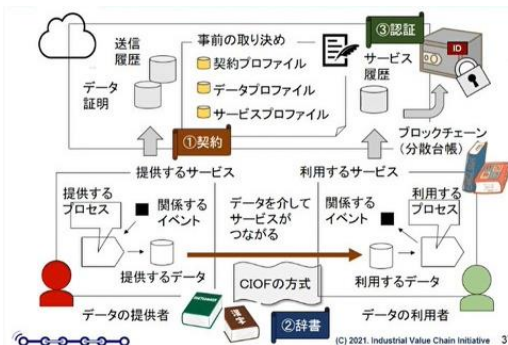 ③認証
ID
事前の取り決め
送信
履歴
データ
証明
契約プロファイル
データプロファイル
サービスプロファイル
サービス
履歴
ブロックチェーン
(分散台帳)
①契約
提供するサービス
利用するサービス
提供する
プロセス
関係する
イベント
データを介して
サービスが
つながる
関係する
イベント
利用する
プロセス
提供するデータ
利用するデータ
CIOFの方式
データの提供者
②辞書
データの利用者
(C) 2021. Industrial Value Chain Initiative